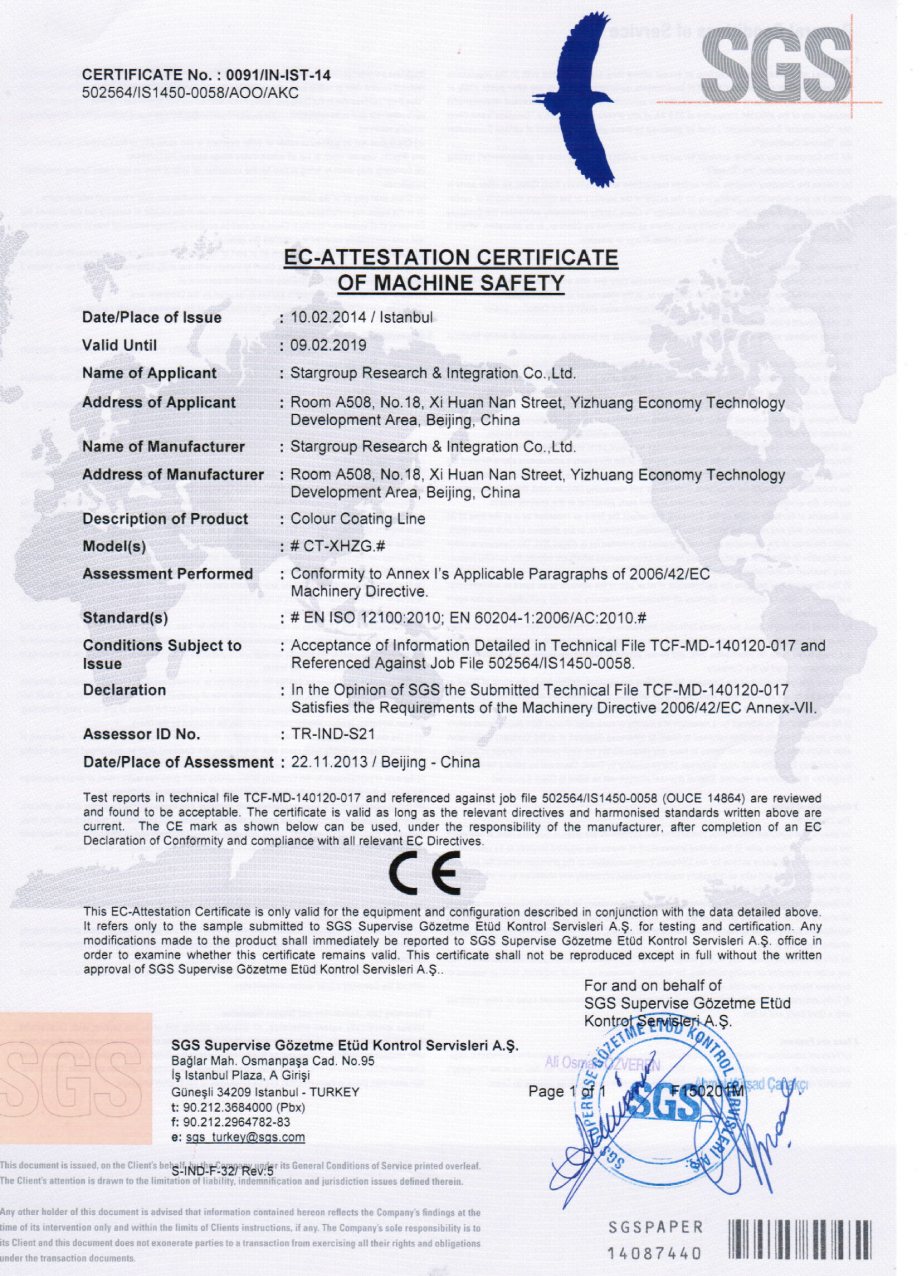 SGS
CERTIFICATE No. : 0091/IN-IST-14
502564/IS1450-0058/AOO/AKC
EC-ATTESTATION CERTIFICATE
OF MACHINE SAFETY
Date/Place of Issue : 10.02.2014 / Istanbul
Valid Until : 09.02.2019
Name of Applicant : Stargroup Research & Integration Co.,Ltd.
Address of Applicant : Room A508, No.18, Xi Huan Nan Street, Yizhuang Economy Technology
Development Area, Beijing, China
Name of Manufacturer : Stargroup Research & Integration Co.,Ltd.
Address of Manufacturer : Room A508, No.18, Xi Huan Nan Street, Yizhuang Economy Technology
Development Area, Beijing, China
Description of Product : Colour Coating Line
Model(s) : # CT-XHZG.#
Assessment Performed : Conformity to Annex I's Applicable Paragraphs of 2006/42/EC
Machinery Directive.
Standard(s) : # EN ISO 12100:2010; EN 60204-1:2006/AC:2010.#
Conditions Subject to : Acceptance of Information Detailed in Technical File TCF-MD-140120-017 and
Issue Referenced Against Job File 502564/IS1450-0058.
Declaration : In the Opinion of SGS the Submitted Technical File TCF-MD-140120-017
Satisfies the Requirements of the Machinery Directive 2006/42/EC Annex-VII.
Assessor ID No. : TR-IND-S21
Date/Place of Assessment : 22.11.2013 / Beijing - China
Test reports in technical file TCF-MD-140120-017 and referenced against job file 502564/IS1450-0058 (OUCE 14864) are reviewed
and found to be acceptable. The certificate is valid as long as the relevant directives and harmonised standards written above are
current. The CE mark as shown below can be used, under the responsibility of the manufacturer, after completion of an EC
Declaration of Conformity and compliance with all relevant EC Directives.
CE
This EC-Attestation Certificate is only valid for the equipment and configuration described in conjunction with the data detailed above.
It refers only to the sample submitted to SGS Supervise Gözetme Etüd Kontrol Servisleri A.Ş. for testing and certification. Any
modifications made to the product shall immediately be reported to SGS Supervise Gözetme Etüd Kontrol Servisleri A.Ş. office in
order to examine whether this certificate remains valid. This certificate shall not be reproduced except in full without the written
approval of SGS Supervise Gözetme Etüd Kontrol Servisleri A.Ş..
For and on behalf of
SGS Supervise Gözetme Etüd
Kontrol Servisleri A.Ş.
SGS
SGS Supervise Gözetme Etüd Kontrol Servisleri A.Ş.
Bağlar Mah. Osmanpaşa Cad. No.95
İş Istanbul Plaza, A Girişi
Güneşli 34209 Istanbul - TURKEY
t: 90.212.3684000 (Pbx)
f: 90.212.2964782-83
e: sgs_turkey@sgs.com
Ali Osman ÖZVEREN
Page 1 of 1 F150201M
SGS SUPERVISE GÖZETME ETÜD KONTROL SERVİSLERİ A.Ş.
SGS
S-IND-F-32/ Rev:5
This document is issued, on the Client's behalf, by the Company under its General Conditions of Service printed overleaf.
The Client's attention is drawn to the limitation of liability, indemnification and jurisdiction issues defined therein.
Any other holder of this document is advised that information contained hereon reflects the Company's findings at the
time of its intervention only and within the limits of Clients instructions, if any. The Company's sole responsibility is to
its Client and this document does not exonerate parties to a transaction from exercising all their rights and obligations
under the transaction documents.
SGSPAPER
14087440